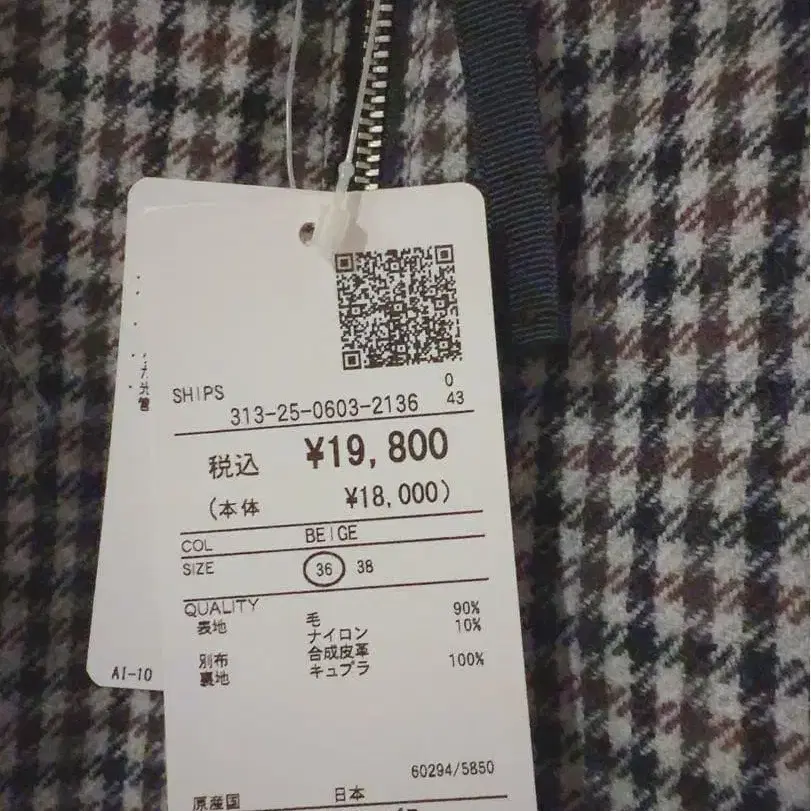 SHIPS
0
313-25-0603-2136 43
税込 ¥19,800
(本体 ¥18,000)
COL BEIGE
SIZE 36 38
QUALITY
表地 毛 90%
ナイロン 10%
別布 合成皮革
裏地 キュプラ 100%
60294/5850
原産国 日本
AI-10